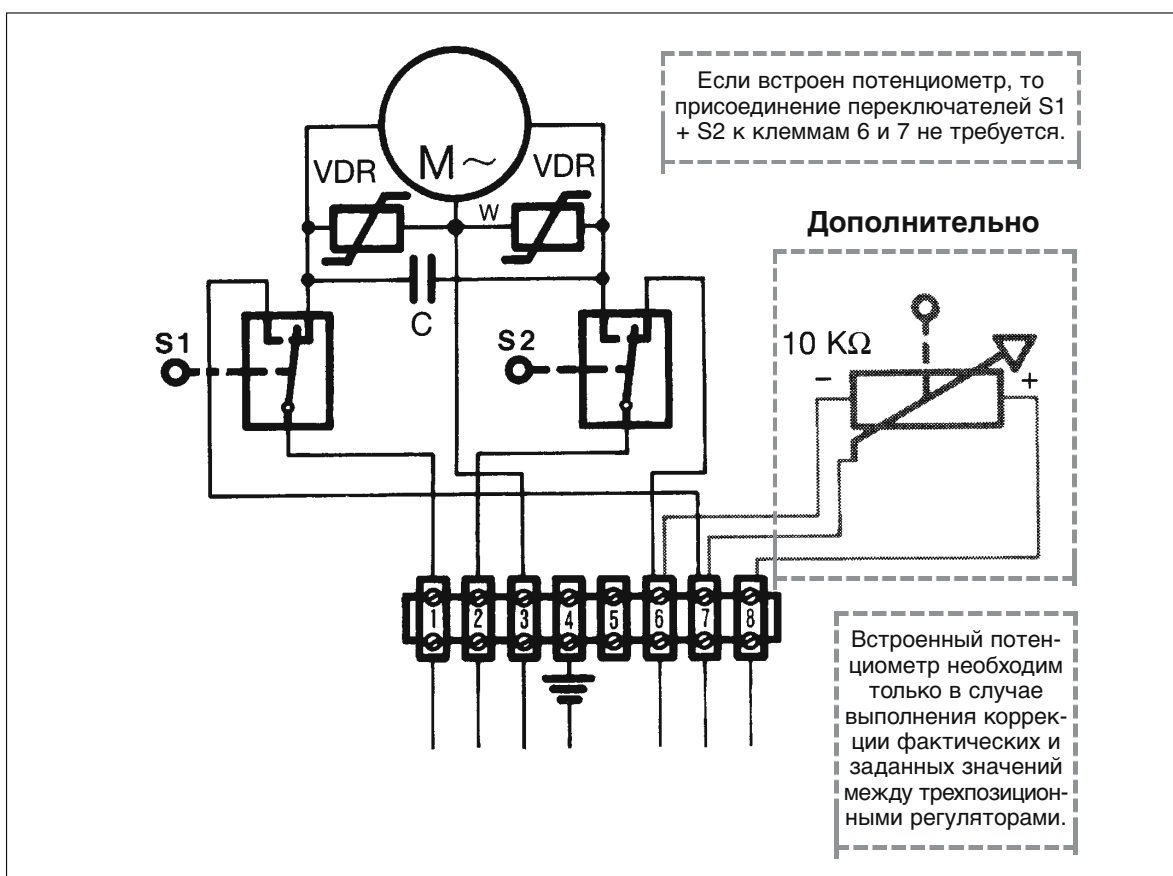 Если встроен потенциометр, то
присоединение переключателей S1
+ S2 к клеммам 6 и 7 не требуется.
M ~
VDR
VDR
W
C
S1
S2
Дополнительно
10 KΩ
–
+
1 2 3 4 5 6 7 8
Встроенный потен-
циометр необходим
только в случае
выполнения коррек-
ции фактических и
заданных значений
между трехпозицион-
ными регуляторами.